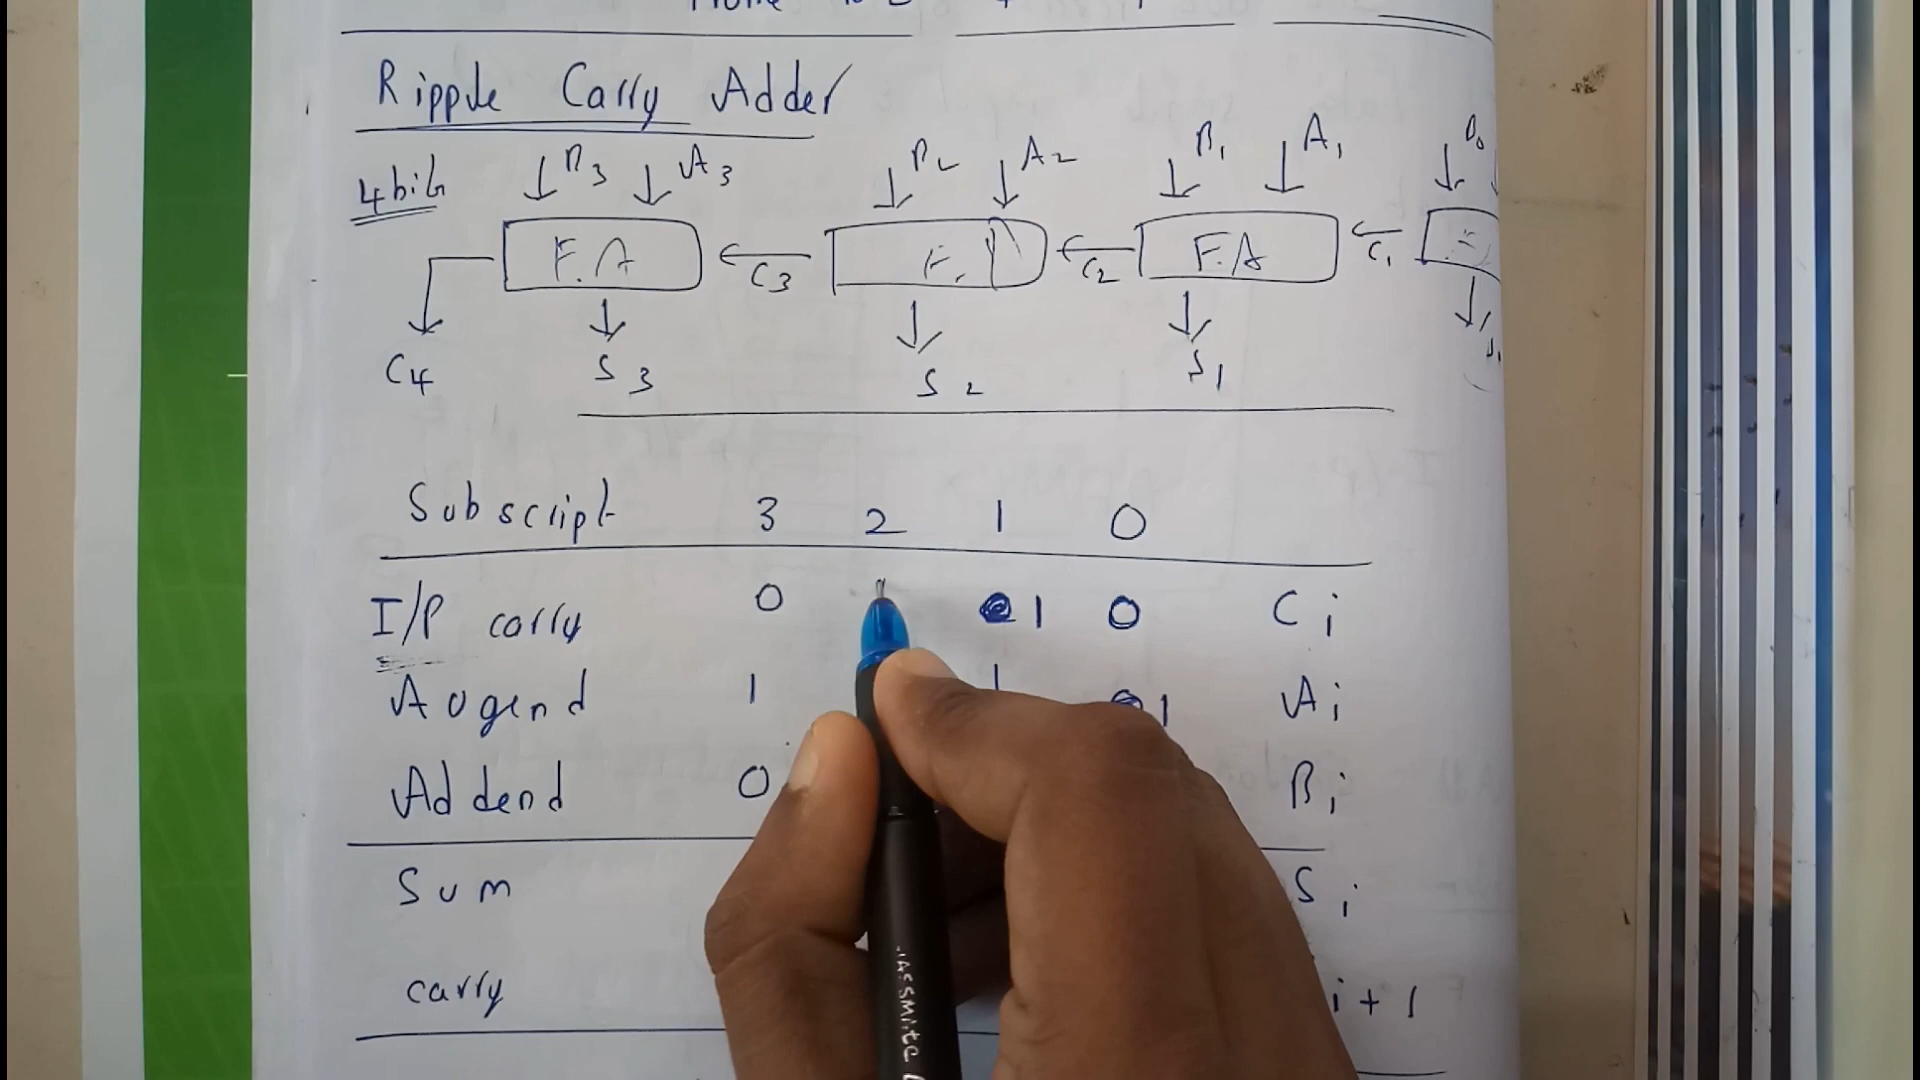 Ripple Carry Adder
4bit
B3 A3 B2 A2 B1 A1 B0
F.A C3 F. C2 F.A C1
C4 S3 S2 S1
Subscript 3 2 1 0
I/P carry 0 1 0 Ci
Augend 1 1 1 Ai
Addend 0 Bi
Sum Si
carry i+1